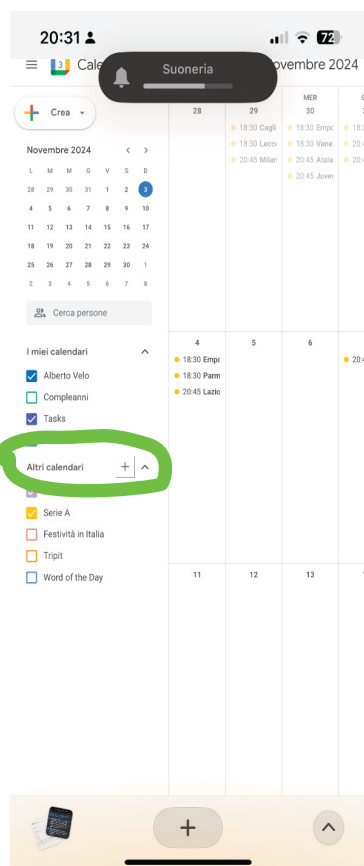 20:31
72
Suoneria
3
Cale
ovembre 2024
Crea
Novembre 2024
L M M G V S D
28 29 30 31 1 2 3
4 5 6 7 8 9 10
11 12 13 14 15 16 17
18 19 20 21 22 23 24
25 26 27 28 29 30 1
2 3 4 5 6 7 8
Cerca persone
I miei calendari
Alberto Velo
Compleanni
Tasks
Altri calendari
Serie A
Festività in Italia
Tripit
Word of the Day
MER
28 29 30
18:30 Cagli 18:30 Empo
18:30 Lecce 18:30 Vene
20:45 Milan 20:45 Atala
20:45 Juve
4 5 6
18:30 Empo
18:30 Parm
20:45 Lazio
11 12 13